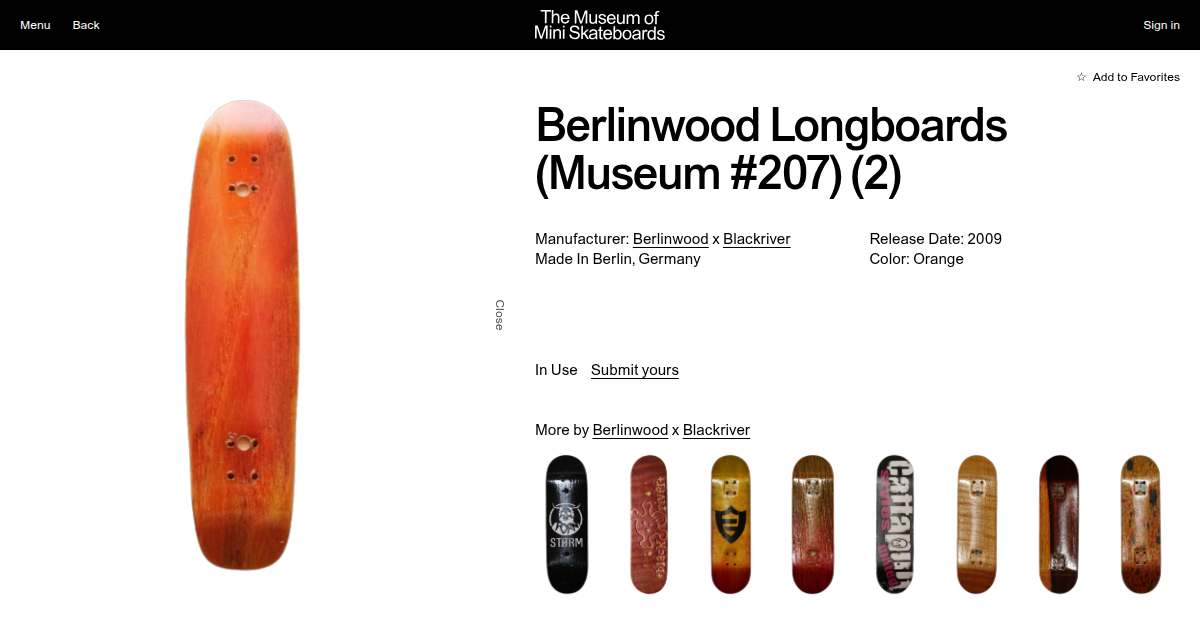 Menu Back
The Museum of
Mini Skateboards
Sign in
☆ Add to Favorites
Berlinwood Longboards
(Museum #207) (2)
Manufacturer: Berlinwood x Blackriver
Made In Berlin, Germany
Release Date: 2009
Color: Orange
Close
In Use Submit yours
More by Berlinwood x Blackriver